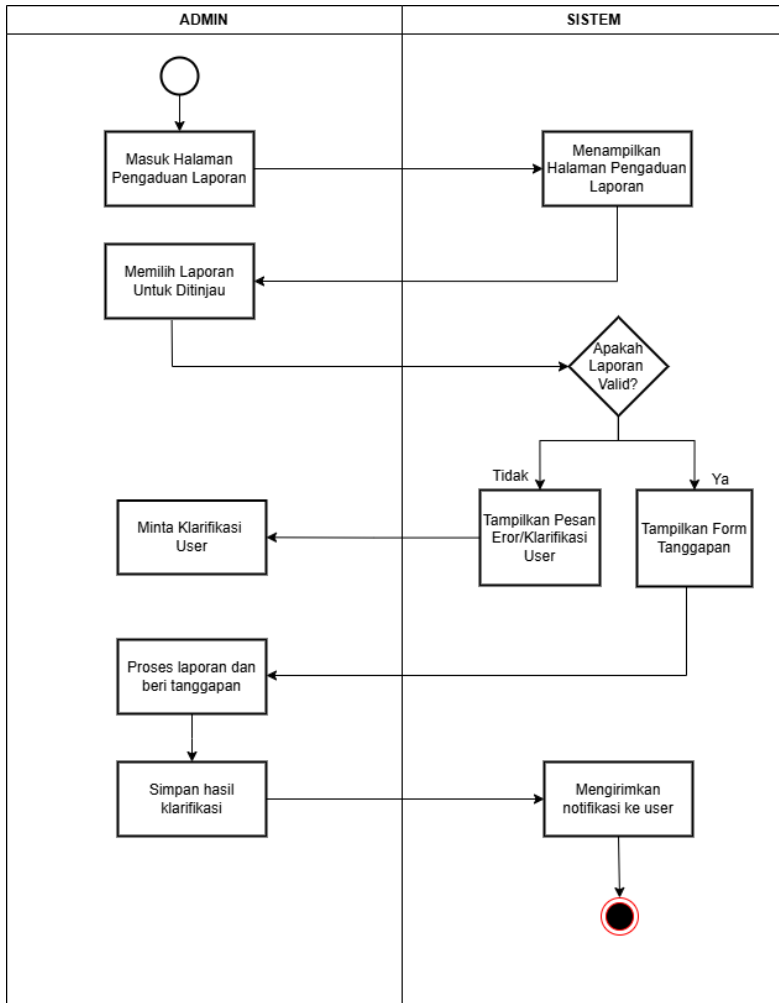 ADMIN
SISTEM
Masuk Halaman
Pengaduan Laporan
Menampilkan
Halaman Pengaduan
Laporan
Memilih Laporan
Untuk Ditinjau
Apakah
Laporan
Valid?
Tidak
Ya
Minta Klarifikasi
User
Tampilkan Pesan
Eror/Klarifikasi
User
Tampilkan Form
Tanggapan
Proses laporan dan
beri tanggapan
Simpan hasil
klarifikasi
Mengirimkan
notifikasi ke user